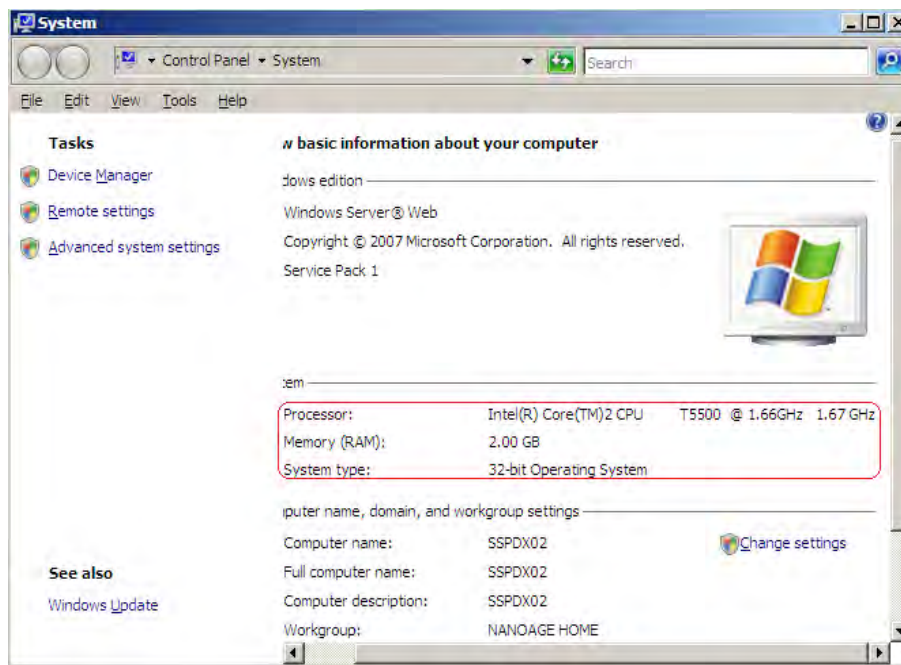 System
Control Panel System Search
File Edit View Tools Help
Tasks
Device Manager
Remote settings
Advanced system settings
w basic information about your computer
dows edition
Windows Server® Web
Copyright © 2007 Microsoft Corporation. All rights reserved.
Service Pack 1
tem
Processor: Intel(R) Core(TM)2 CPU T5500 @ 1.66GHz 1.67 GHz
Memory (RAM): 2.00 GB
System type: 32-bit Operating System
puter name, domain, and workgroup settings
Computer name: SSPDX02
Change settings
Full computer name: SSPDX02
Computer description: SSPDX02
Workgroup: NANOAGE HOME
See also
Windows Update